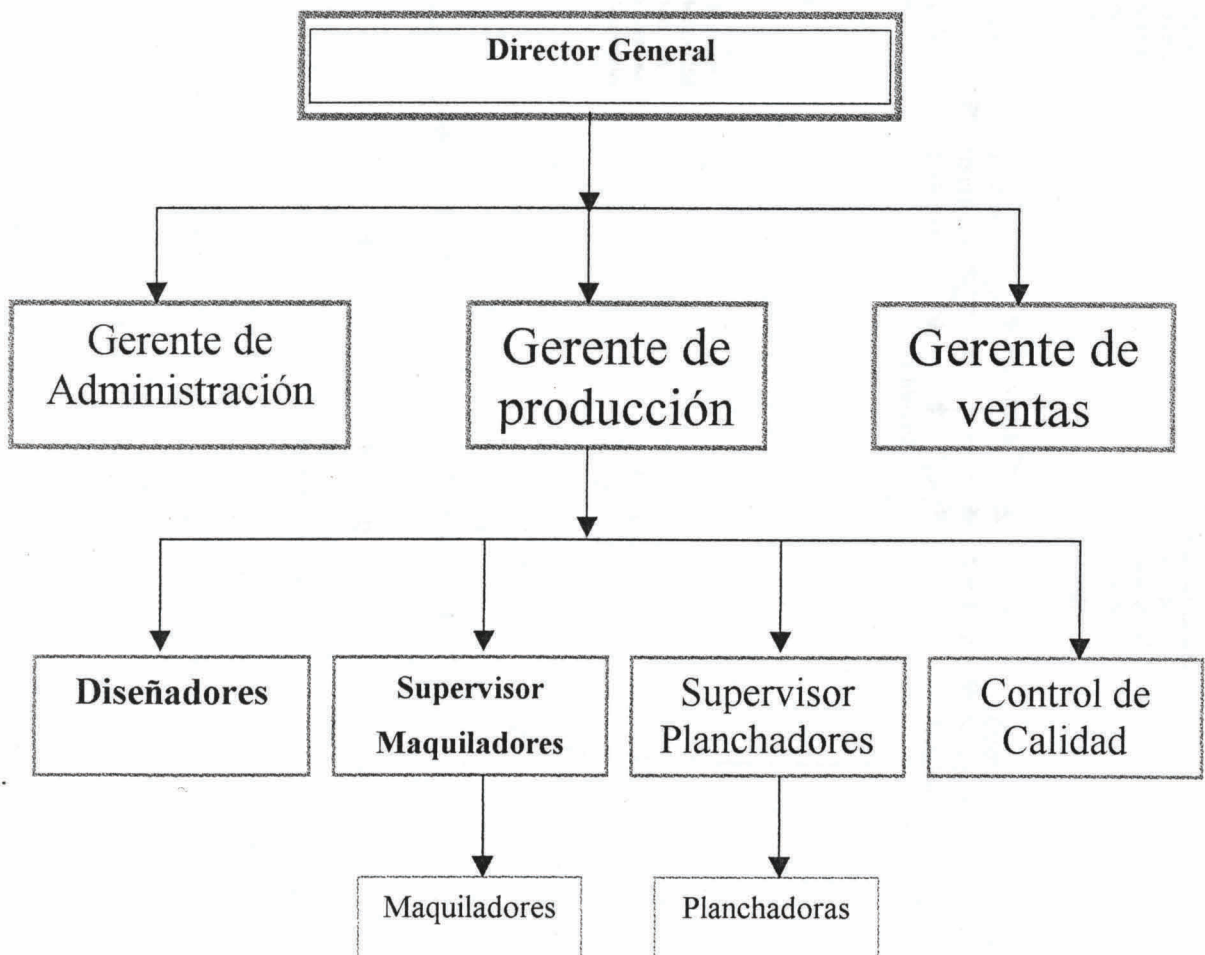 Director General
Gerente de
Administración
Gerente de
producción
Gerente de
ventas
Diseñadores
Supervisor
Maquiladores
Supervisor
Planchadores
Control de
Calidad
Maquiladores
Planchadoras